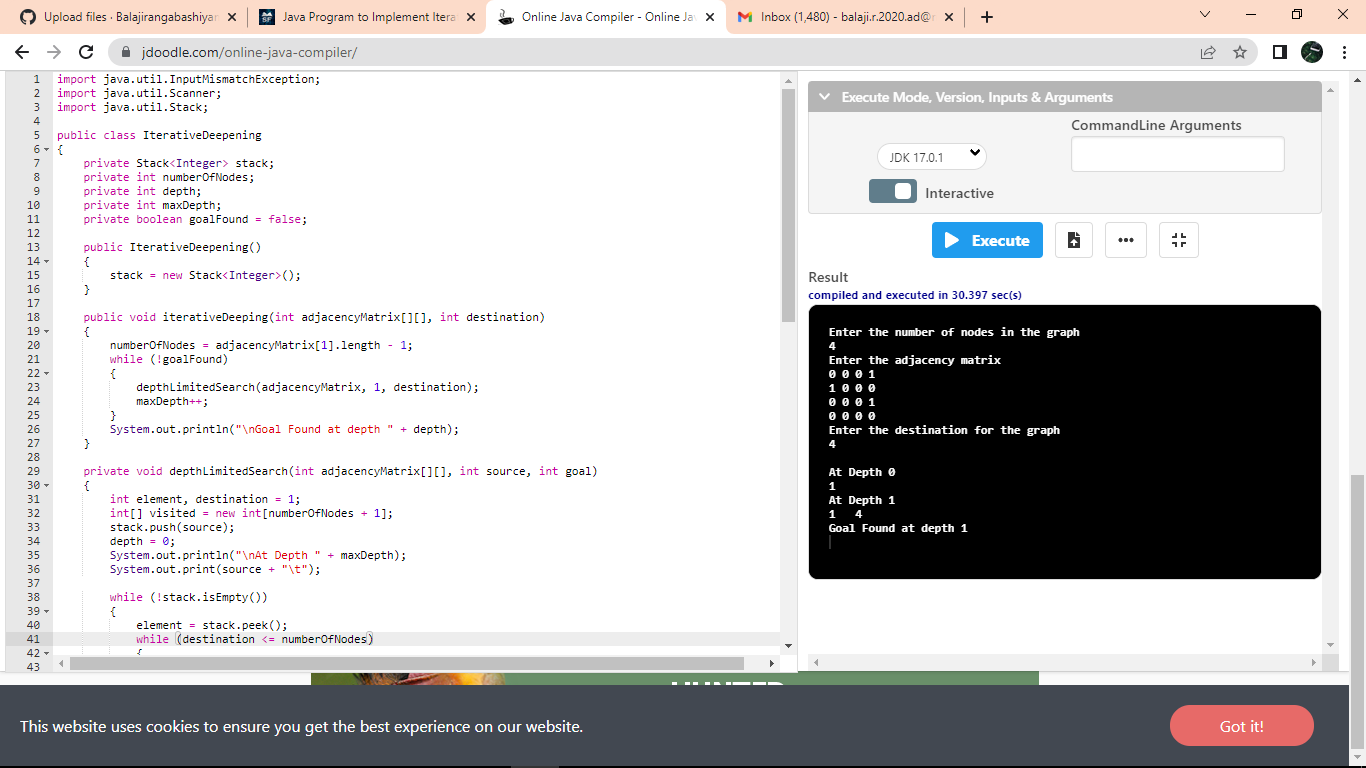 Upload files · Balajirangabashiyar
Java Program to Implement Itera
Online Java Compiler - Online Ja
Inbox (1,480) - balaji.r.2020.ad@
jdoodle.com/online-java-compiler/
1 import java.util.InputMismatchException;
2 import java.util.Scanner;
3 import java.util.Stack;
4
5 public class IterativeDeepening
6 {
7 private Stack<Integer> stack;
8 private int numberOfNodes;
9 private int depth;
10 private int maxDepth;
11 private boolean goalFound = false;
12
13 public IterativeDeepening()
14 {
15 stack = new Stack<Integer>();
16 }
17
18 public void iterativeDeeping(int adjacencyMatrix[][], int destination)
19 {
20 numberOfNodes = adjacencyMatrix[1].length - 1;
21 while (!goalFound)
22 {
23 depthLimitedSearch(adjacencyMatrix, 1, destination);
24 maxDepth++;
25 }
26 System.out.println("\nGoal Found at depth " + depth);
27 }
28
29 private void depthLimitedSearch(int adjacencyMatrix[][], int source, int goal)
30 {
31 int element, destination = 1;
32 int[] visited = new int[numberOfNodes + 1];
33 stack.push(source);
34 depth = 0;
35 System.out.println("\nAt Depth " + maxDepth);
36 System.out.print(source + "\t");
37
38 while (!stack.isEmpty())
39 {
40 element = stack.peek();
41 while (destination <= numberOfNodes)
42 {
43
Execute Mode, Version, Inputs & Arguments
CommandLine Arguments
JDK 17.0.1
Interactive
Execute
Result
compiled and executed in 30.397 sec(s)
Enter the number of nodes in the graph
4
Enter the adjacency matrix
0 0 0 1
1 0 0 0
0 0 0 1
0 0 0 0
Enter the destination for the graph
4
At Depth 0
1
At Depth 1
1 4
Goal Found at depth 1
This website uses cookies to ensure you get the best experience on our website.
Got it!